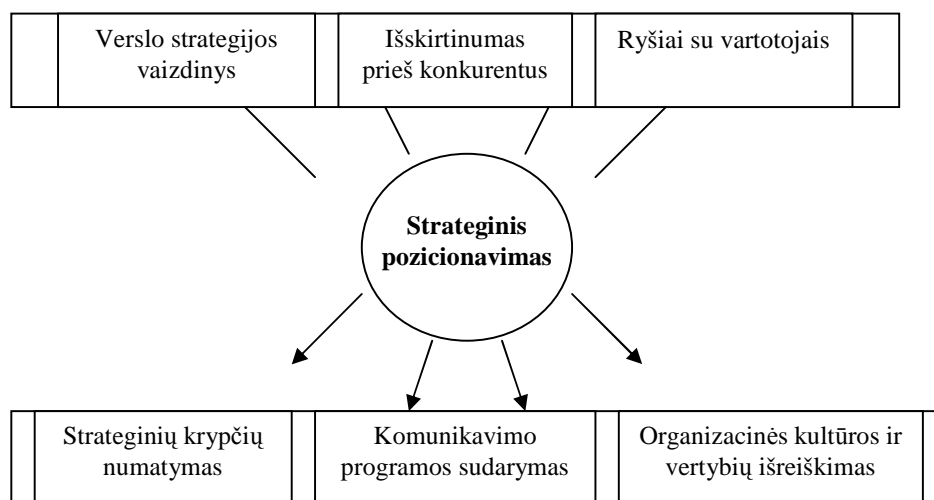 Verslo strategijos
vaizdinys
Išskirtinumas
prieš konkurentus
Ryšiai su vartotojais
Strateginis
pozicionavimas
Strateginių krypčių
numatymas
Komunikavimo
programos sudarymas
Organizacinės kultūros ir
vertybių išreiškimas